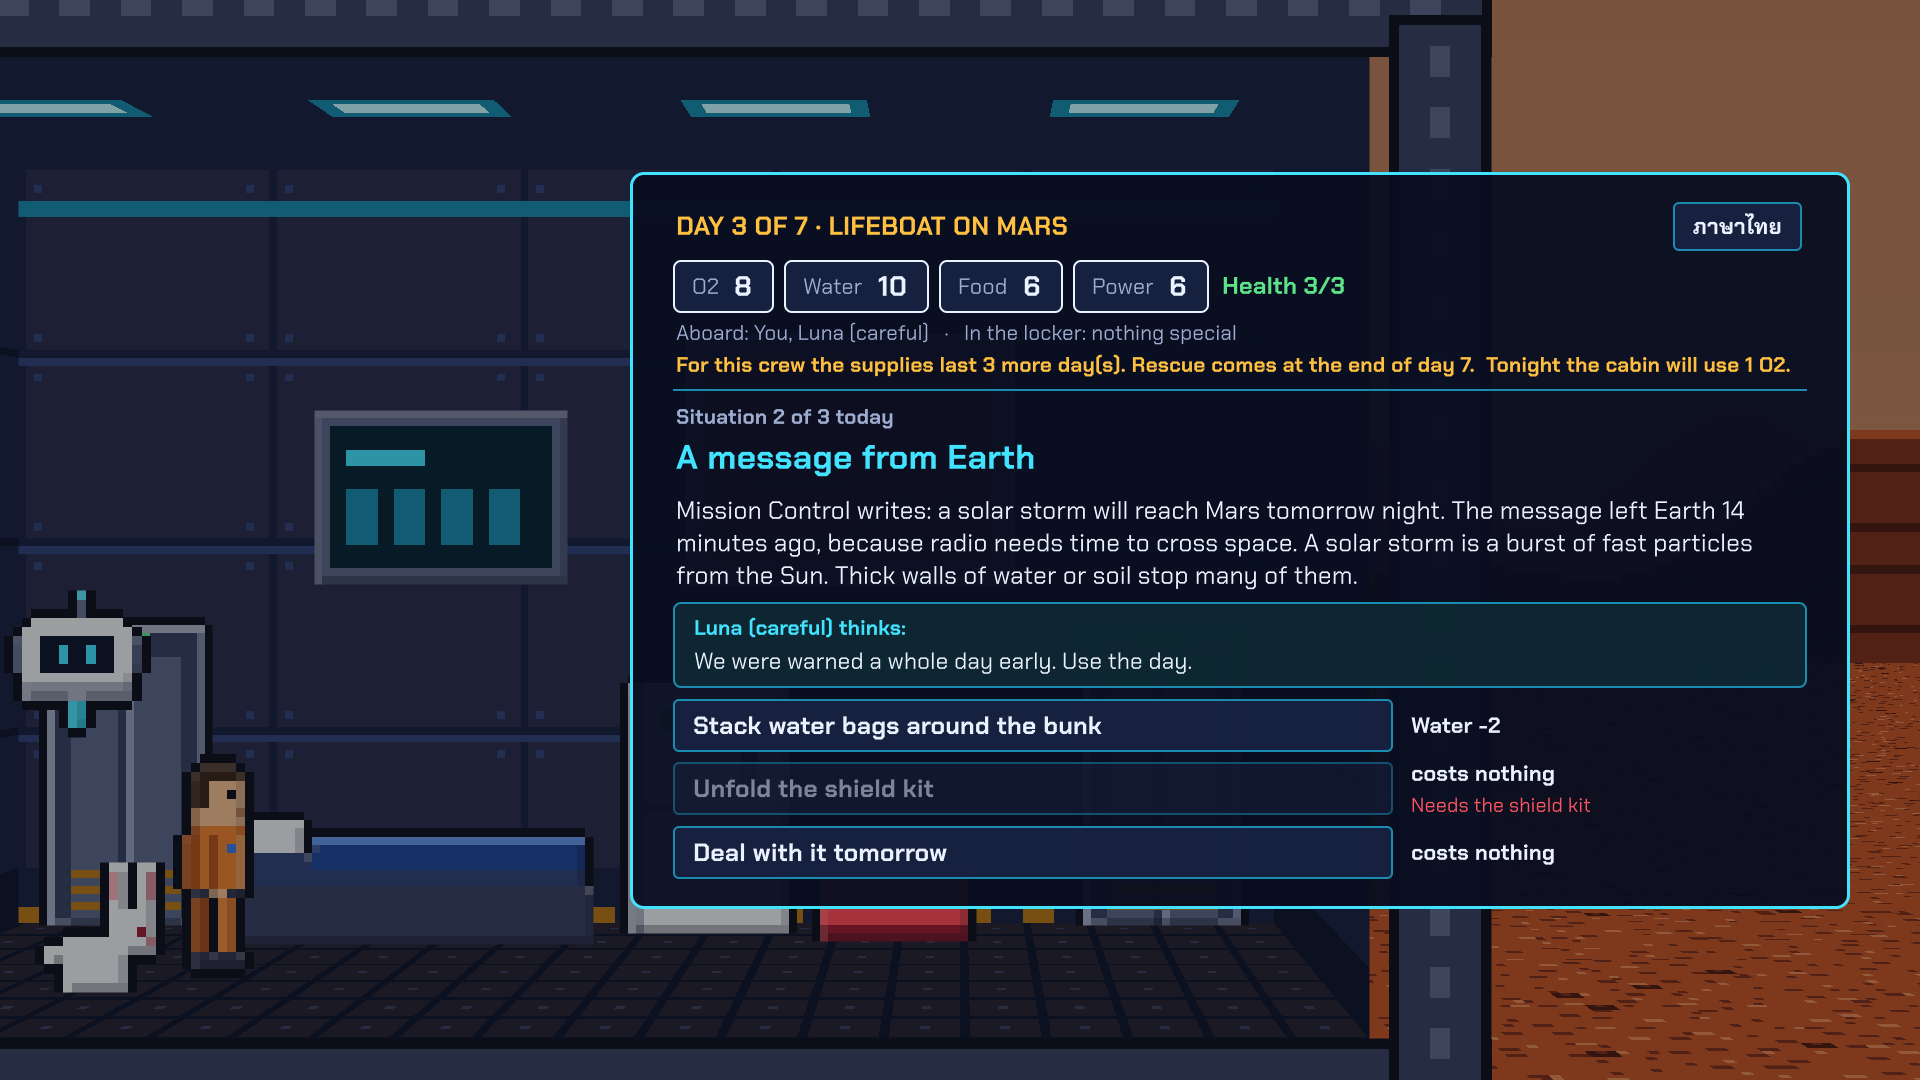 DAY 3 OF 7 · LIFEBOAT ON MARS
ภาษาไทย
O2 8
Water 10
Food 6
Power 6
Health 3/3
Aboard: You, Luna (careful) · In the locker: nothing special
For this crew the supplies last 3 more day(s). Rescue comes at the end of day 7. Tonight the cabin will use 1 O2.
Situation 2 of 3 today
A message from Earth
Mission Control writes: a solar storm will reach Mars tomorrow night. The message left Earth 14
minutes ago, because radio needs time to cross space. A solar storm is a burst of fast particles
from the Sun. Thick walls of water or soil stop many of them.
Luna (careful) thinks:
We were warned a whole day early. Use the day.
Stack water bags around the bunk
Water -2
Unfold the shield kit
costs nothing
Needs the shield kit
Deal with it tomorrow
costs nothing